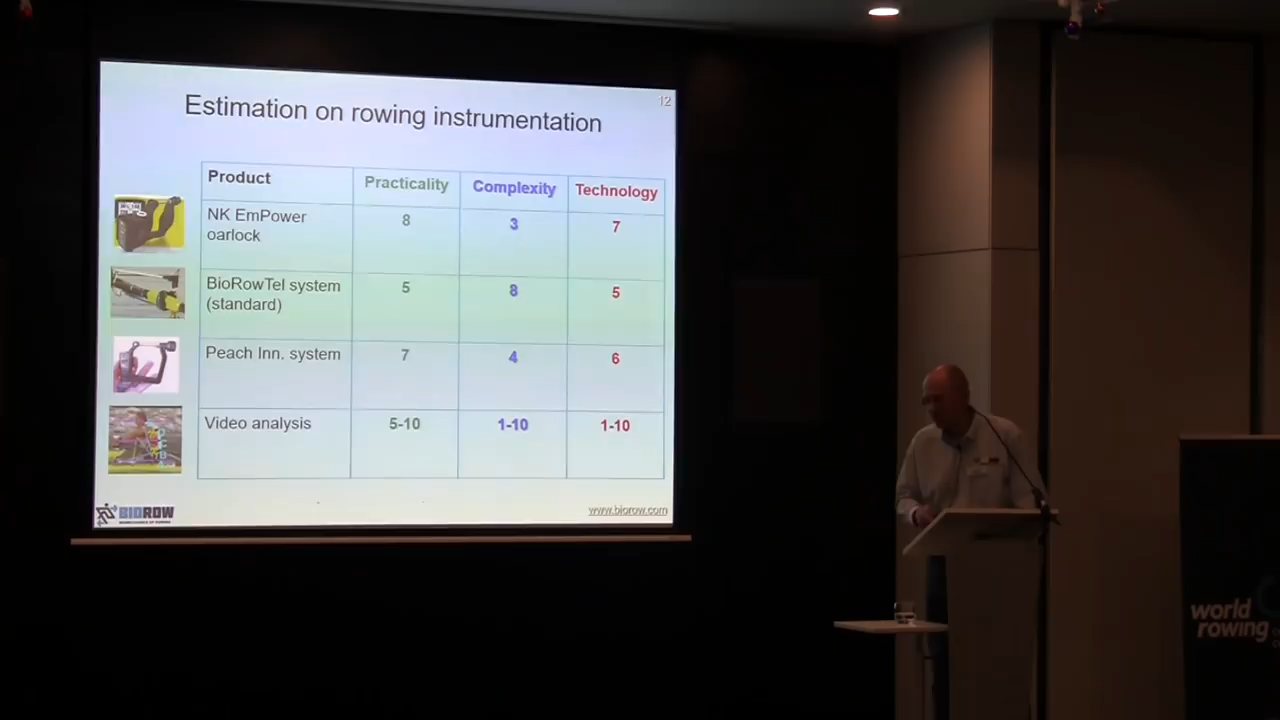 12
Estimation on rowing instrumentation
Product Practicality Complexity Technology
NK EmPower 8 3 7
oarlock
BioRowTel system 5 8 5
(standard)
Peach Inn. system 7 4 6
Video analysis 5-10 1-10 1-10
BIOROW
www.biorow.com
world
rowing